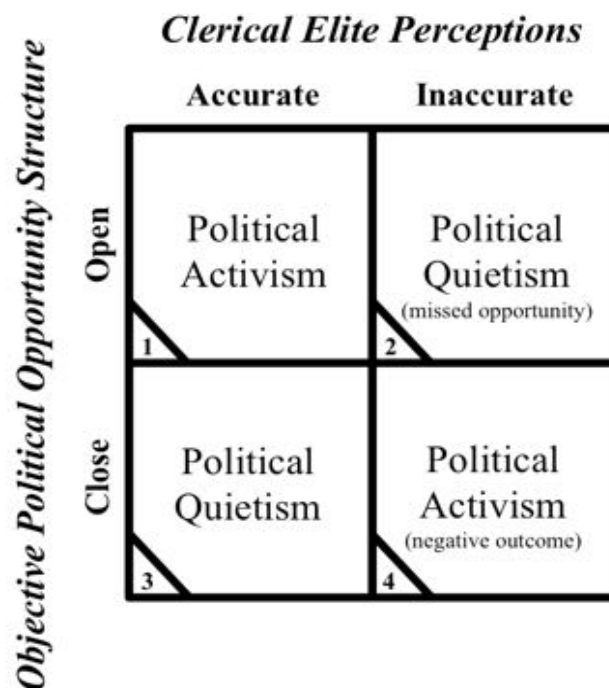 Clerical Elite Perceptions
Accurate
Inaccurate
Objective Political Opportunity Structure
Open
Political
Activism
1
Political
Quietism
(missed opportunity)
2
Close
Political
Quietism
3
Political
Activism
(negative outcome)
4